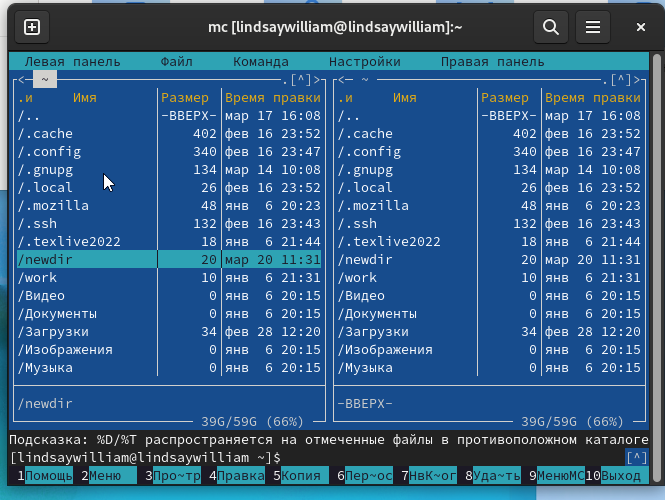 mc [lindsaywilliam@lindsaywilliam]:~
Левая панель Файл Команда Настройки Правая панель
<- ~ .[^]> <- ~ .[^]>
.и Имя Размер Время правки .и Имя Размер Время правки
/.. -ВВЕРХ- мар 17 16:08 /.. -ВВЕРХ- мар 17 16:08
/.cache 402 фев 16 23:52 /.cache 402 фев 16 23:52
/.config 340 фев 16 23:47 /.config 340 фев 16 23:47
/.gnupg 134 мар 14 10:08 /.gnupg 134 мар 14 10:08
/.local 26 фев 16 23:52 /.local 26 фев 16 23:52
/.mozilla 48 янв 6 20:23 /.mozilla 48 янв 6 20:23
/.ssh 132 фев 16 23:43 /.ssh 132 фев 16 23:43
/.texlive2022 18 янв 6 21:44 /.texlive2022 18 янв 6 21:44
/newdir 20 мар 20 11:31 /newdir 20 мар 20 11:31
/work 10 янв 6 21:31 /work 10 янв 6 21:31
/Видео 0 янв 6 20:15 /Видео 0 янв 6 20:15
/Документы 0 янв 6 20:15 /Документы 0 янв 6 20:15
/Загрузки 34 фев 28 12:20 /Загрузки 34 фев 28 12:20
/Изображения 0 янв 6 20:15 /Изображения 0 янв 6 20:15
/Музыка 0 янв 6 20:15 /Музыка 0 янв 6 20:15
/newdir -ВВЕРХ-
39G/59G (66%) 39G/59G (66%)
Подсказка: %D/%T распространяется на отмеченные файлы в противоположном каталоге
[lindsaywilliam@lindsaywilliam ~]$ [^]
1Помощь 2Меню 3Про~тр 4Правка 5Копия 6Пер~ос 7НвК~ог 8Уда~ть 9МенюMC 10Выход